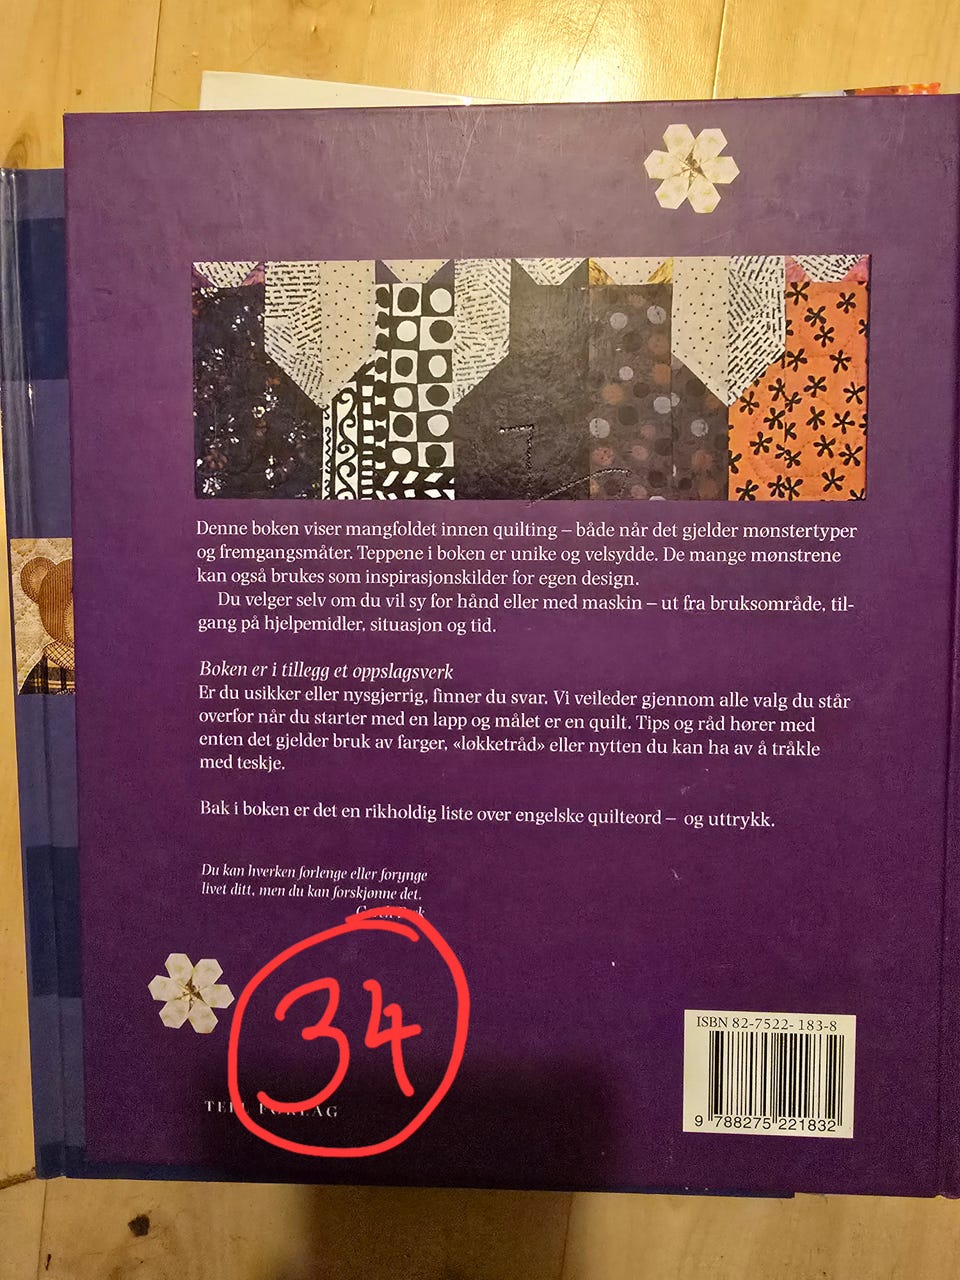 Denne boken viser mangfoldet innen quilting – både når det gjelder mønstertyper
og fremgangsmåter. Teppene i boken er unike og velsydde. De mange mønstrene
kan også brukes som inspirasjonskilder for egen design.
Du velger selv om du vil sy for hånd eller med maskin – ut fra bruksområde, til-
gang på hjelpemidler, situasjon og tid.
Boken er i tillegg et oppslagsverk
Er du usikker eller nysgjerrig, finner du svar. Vi veileder gjennom alle valg du står
overfor når du starter med en lapp og målet er en quilt. Tips og råd hører med
enten det gjelder bruk av farger, «løkketråd» eller nytten du kan ha av å tråkle
med teskje.
Bak i boken er det en rikholdig liste over engelske quilteord – og uttrykk.
Du kan hverken forlenge eller forynge
livet ditt, men du kan forskjønne det.
34
FORLAG
ISBN 82-7522- 183-8
9 788275 221832